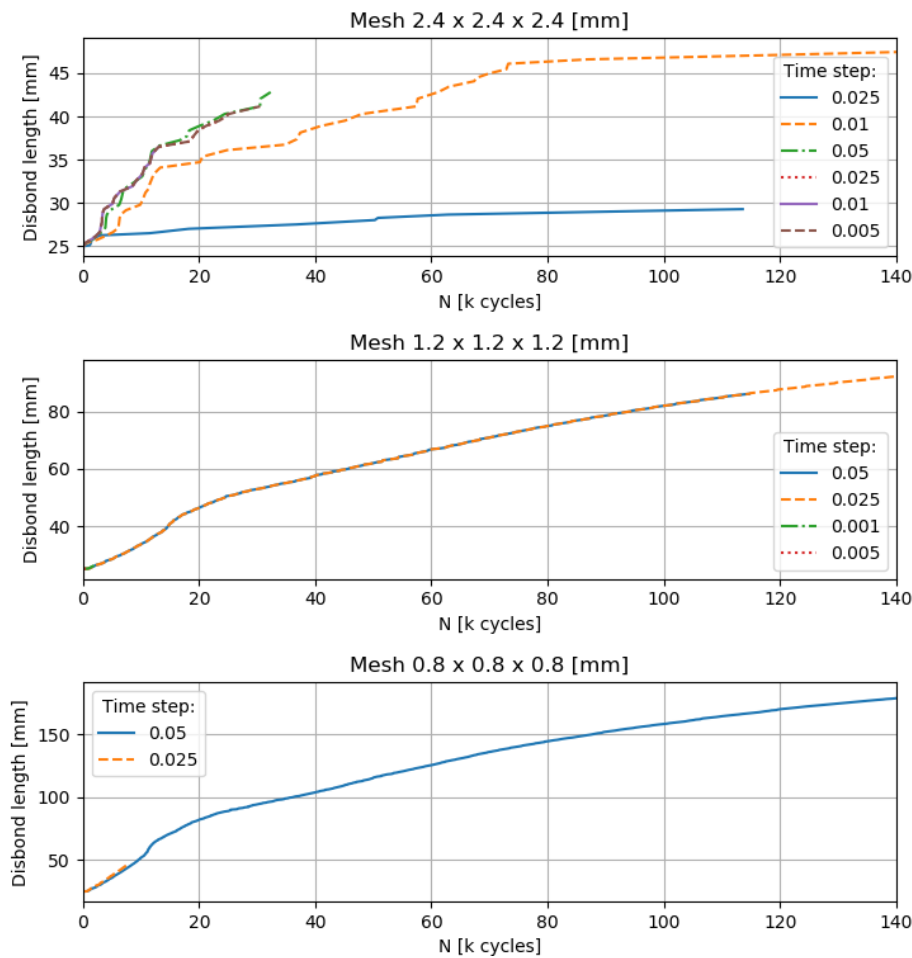 Mesh 2.4 x 2.4 x 2.4 [mm]
Disbond length [mm]
45
40
35
30
25
Time step:
0.025
0.01
0.05
0.025
0.01
0.005
0 20 40 60 80 100 120 140
N [k cycles]
Mesh 1.2 x 1.2 x 1.2 [mm]
Disbond length [mm]
80
60
40
Time step:
0.05
0.025
0.001
0.005
0 20 40 60 80 100 120 140
N [k cycles]
Mesh 0.8 x 0.8 x 0.8 [mm]
Disbond length [mm]
150
100
50
Time step:
0.05
0.025
0 20 40 60 80 100 120 140
N [k cycles]